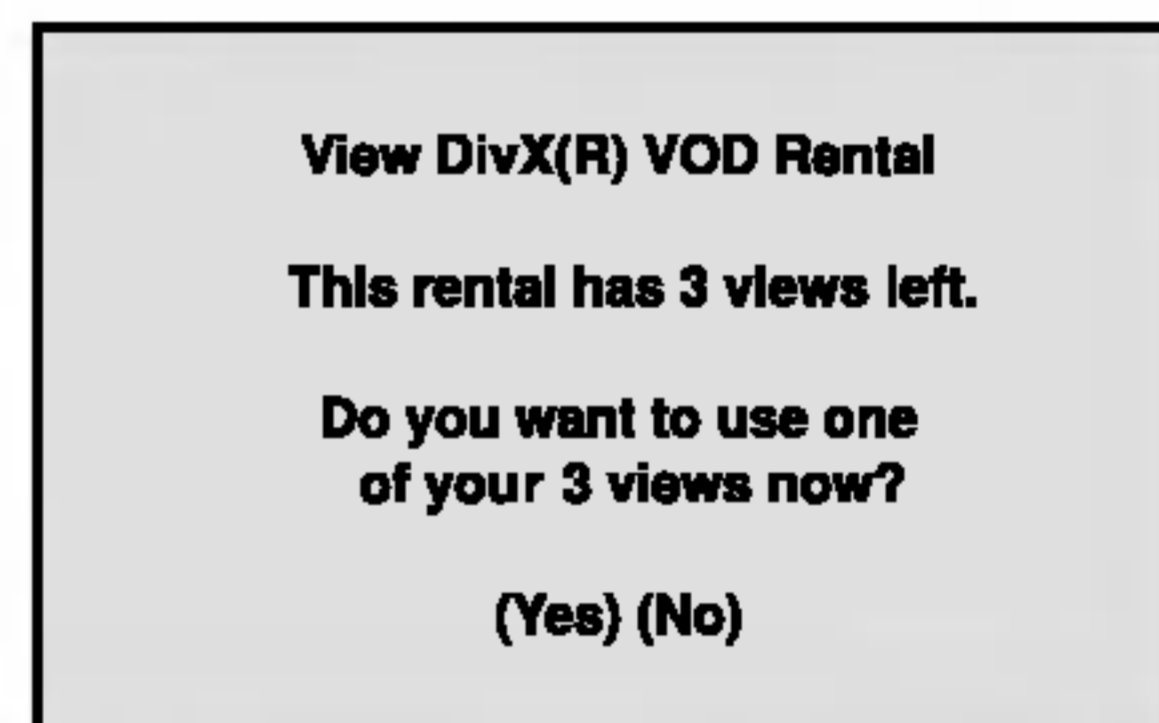 View DivX(R) VOD Rental
This rental has 3 views left.
Do you want to use one
of your 3 views now?
(Yes) (No)